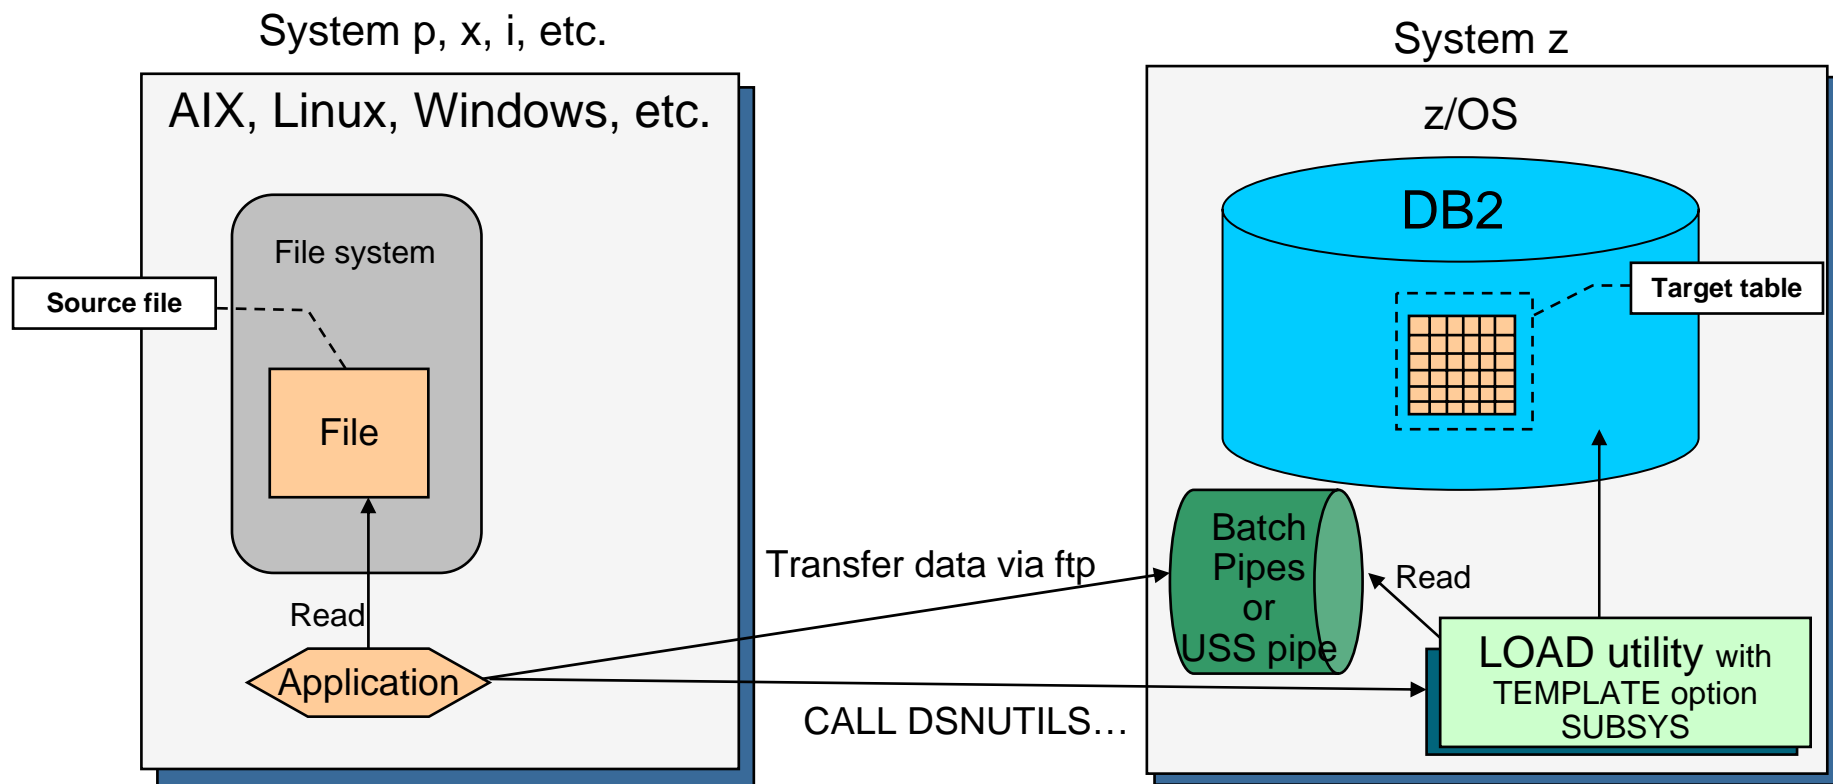 System p, x, i, etc.
AIX, Linux, Windows, etc.
File system
Source file
File
Read
Application
Transfer data via ftp
CALL DSNUTILS…
System z
z/OS
DB2
Target table
Batch
Pipes
or
USS pipe
Read
LOAD utility with
TEMPLATE option
SUBSYS